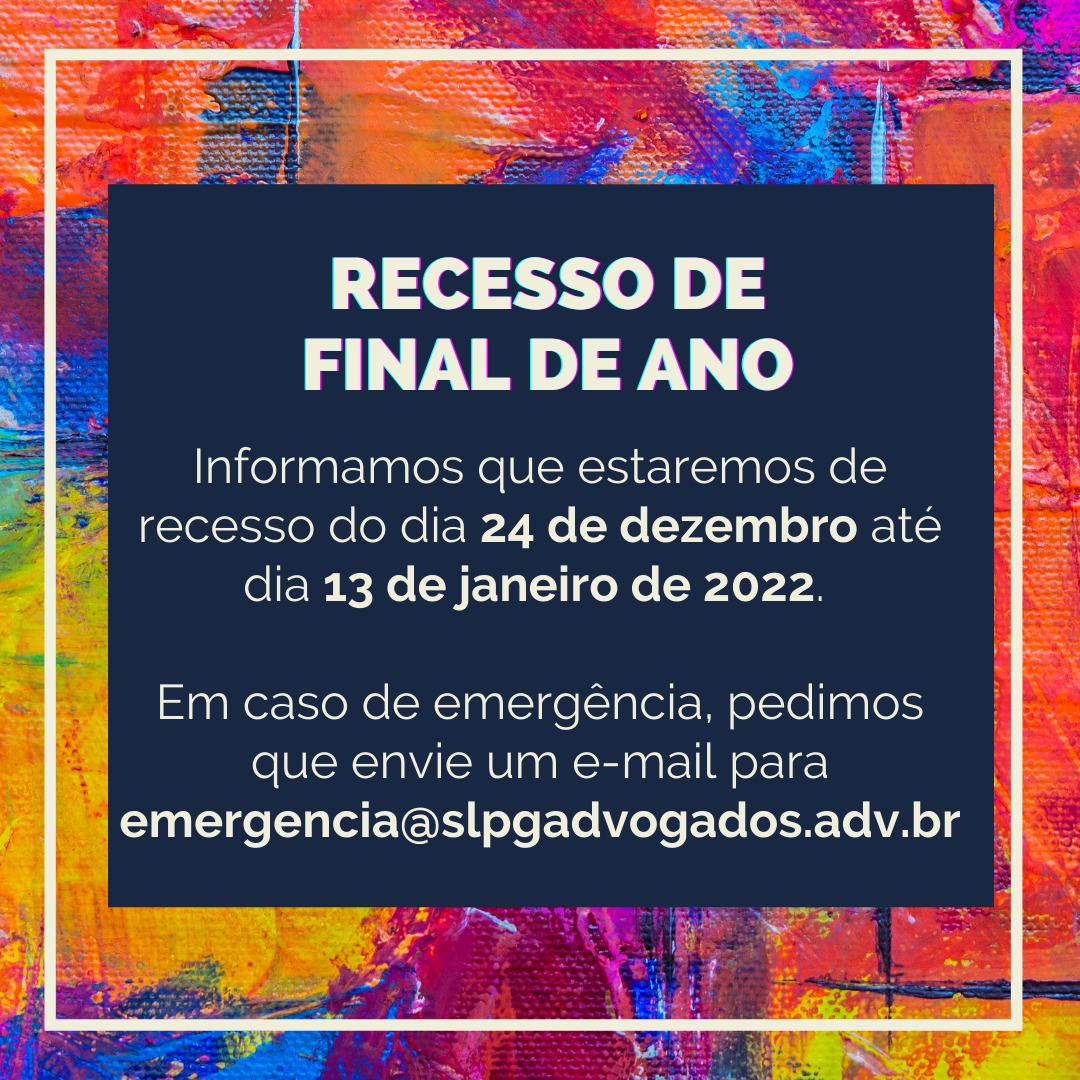 RECESSO DE
FINAL DE ANO
Informamos que estaremos de
recesso do dia 24 de dezembro até
dia 13 de janeiro de 2022.
Em caso de emergência, pedimos
que envie um e-mail para
emergencia@slpgadvogados.adv.br